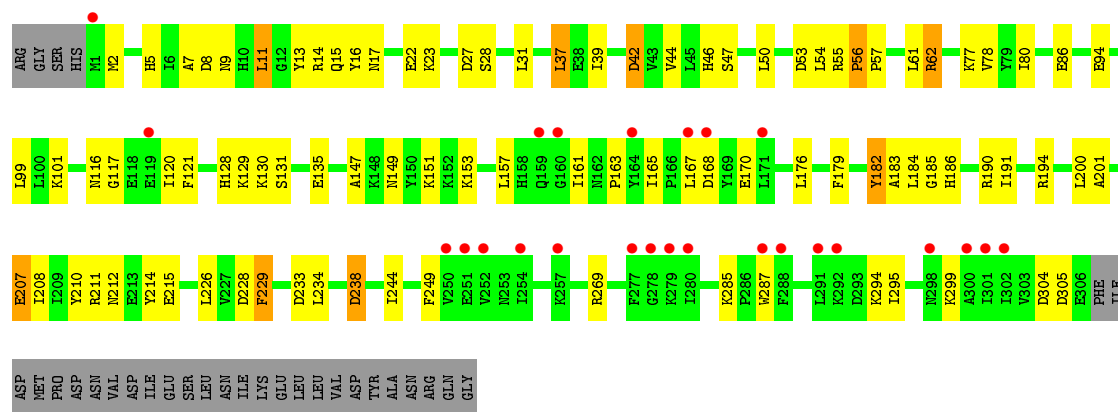 ARG GLY SER HIS M1 M2 H5 I6 A7 D8 N9 H10 L11 G12 Y13 R14 Q15 Y16 N17 E22 K23 D27 S28 L31 L37 E38 I39 D42 V43 V44 L45 H46 S47 L50 D53 L54 R55 P56 P57 L61 R62 K77 V78 Y79 I80 E86 E94
L99 L100 K101 N116 G117 E118 E119 I120 F121 H128 K129 K130 S131 E135 A147 K148 N149 Y150 K151 K152 K153 L157 H158 Q159 G160 I161 N162 P163 Y164 I165 P166 L167 D168 Y169 E170 L171 L176 F179 Y182 A183 L184 G185 H186 R190 I191 R194 L200 A201
E207 I208 I209 Y210 R211 N212 E213 Y214 E215 L226 V227 D228 F229 D233 L234 D238 I244 F249 V250 E251 V252 N253 I254 K257 R269 F277 G278 K279 I280 K285 P286 W287 F288 L291 K292 D293 K294 I295 N298 K299 A300 I301 I302 V303 D304 D305 E306 PHE ILE
ASP MET PRO ASP ASN VAL ASP ILE GLU SER LEU ASN ILE LYS GLU LEU LEU VAL ASP TYR ALA ASN ARG GLN GLY